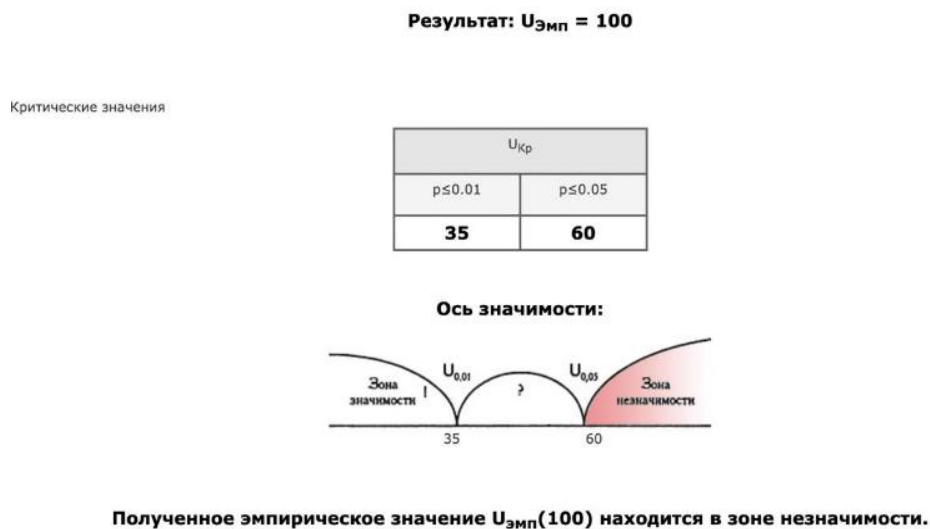 Результат: UЭмп = 100
Критические значения
UКр
p≤0.01 p≤0.05
35 60
Ось значимости:
U0,01 U0,05
Зона значимости !
?
Зона незначимости
35 60
Полученное эмпирическое значение Uэмп(100) находится в зоне незначимости.